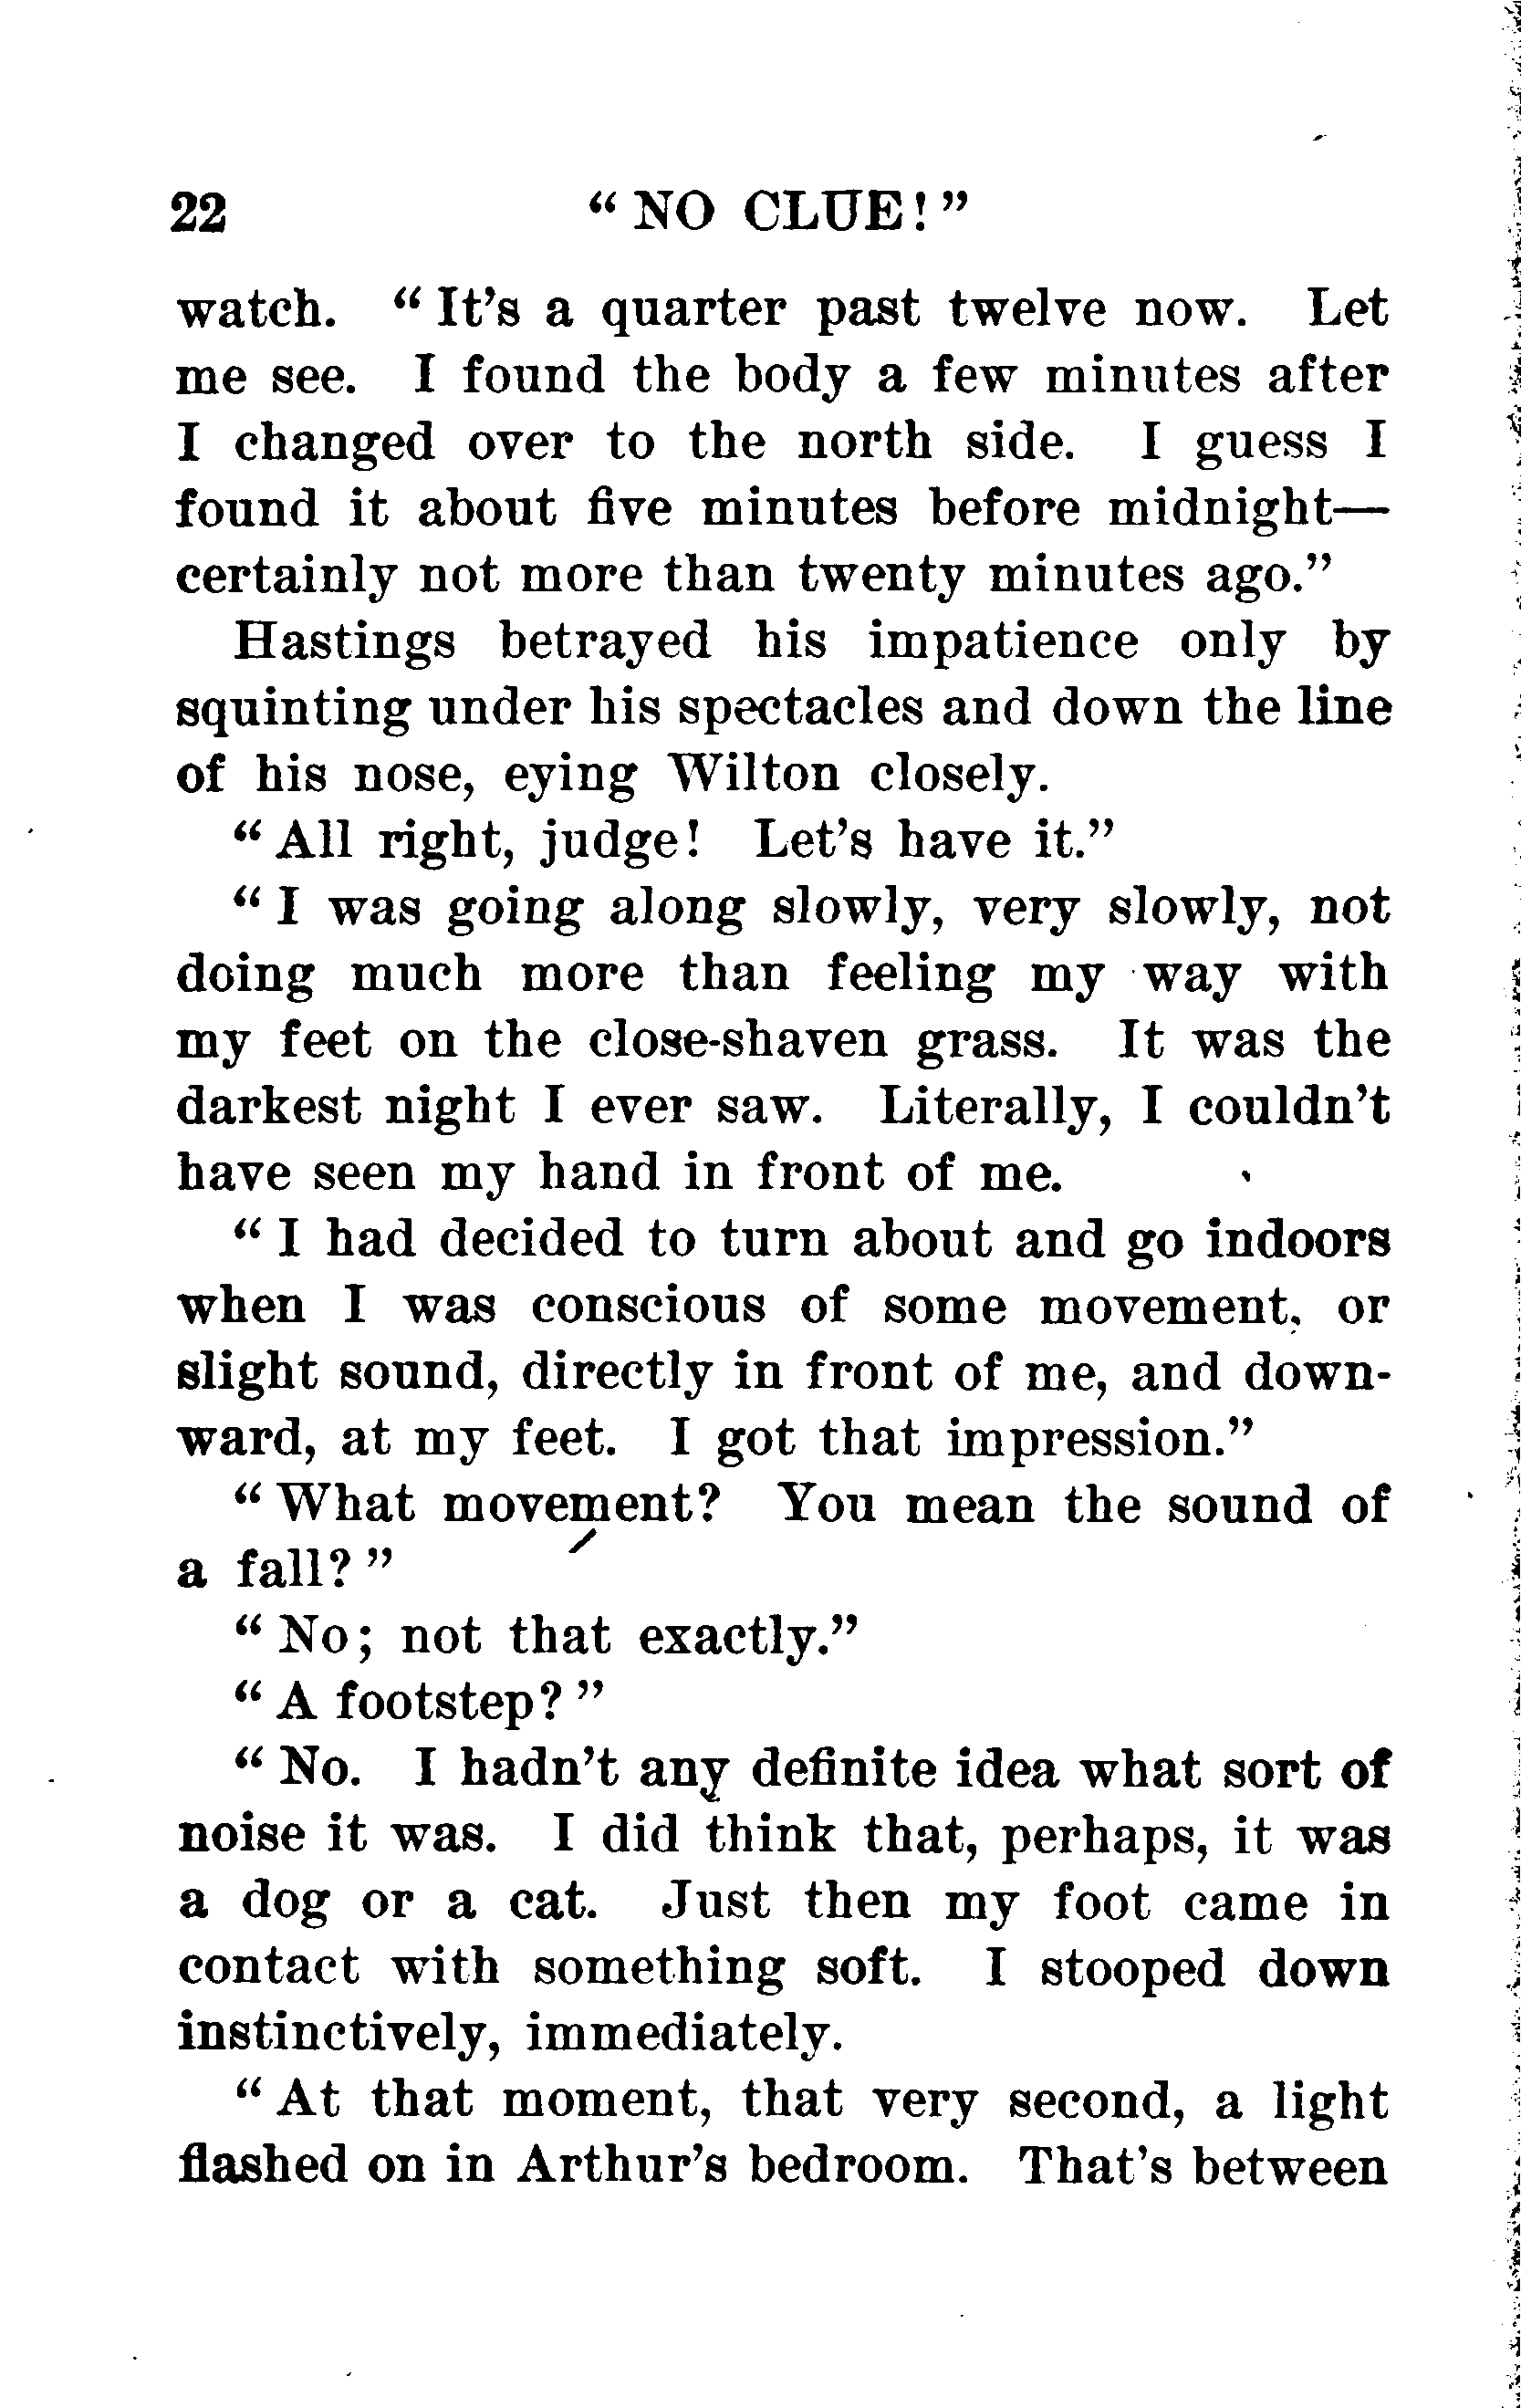 22 "NO CLUE!"
watch. "It's a quarter past twelve now. Let
me see. I found the body a few minutes after
I changed over to the north side. I guess I
found it about five minutes before midnight—
certainly not more than twenty minutes ago."
Hastings betrayed his impatience only by
squinting under his spectacles and down the line
of his nose, eying Wilton closely.
"All right, judge! Let's have it."
"I was going along slowly, very slowly, not
doing much more than feeling my way with
my feet on the close-shaven grass. It was the
darkest night I ever saw. Literally, I couldn't
have seen my hand in front of me.
"I had decided to turn about and go indoors
when I was conscious of some movement, or
slight sound, directly in front of me, and down-
ward, at my feet. I got that impression."
"What movement? You mean the sound of
a fall?"
"No; not that exactly."
"A footstep?"
"No. I hadn't any definite idea what sort of
noise it was. I did think that, perhaps, it was
a dog or a cat. Just then my foot came in
contact with something soft. I stooped down
instinctively, immediately.
"At that moment, that very second, a light
flashed on in Arthur's bedroom. That's between